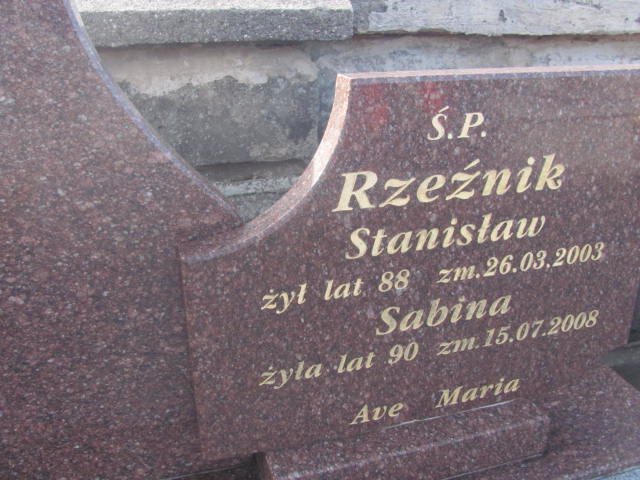 Ś.P.
Rzeźnik
Stanisław
żył lat 88 zm.26.03.2003
Sabina
żyła lat 90 zm.15.07.2008
Ave Maria